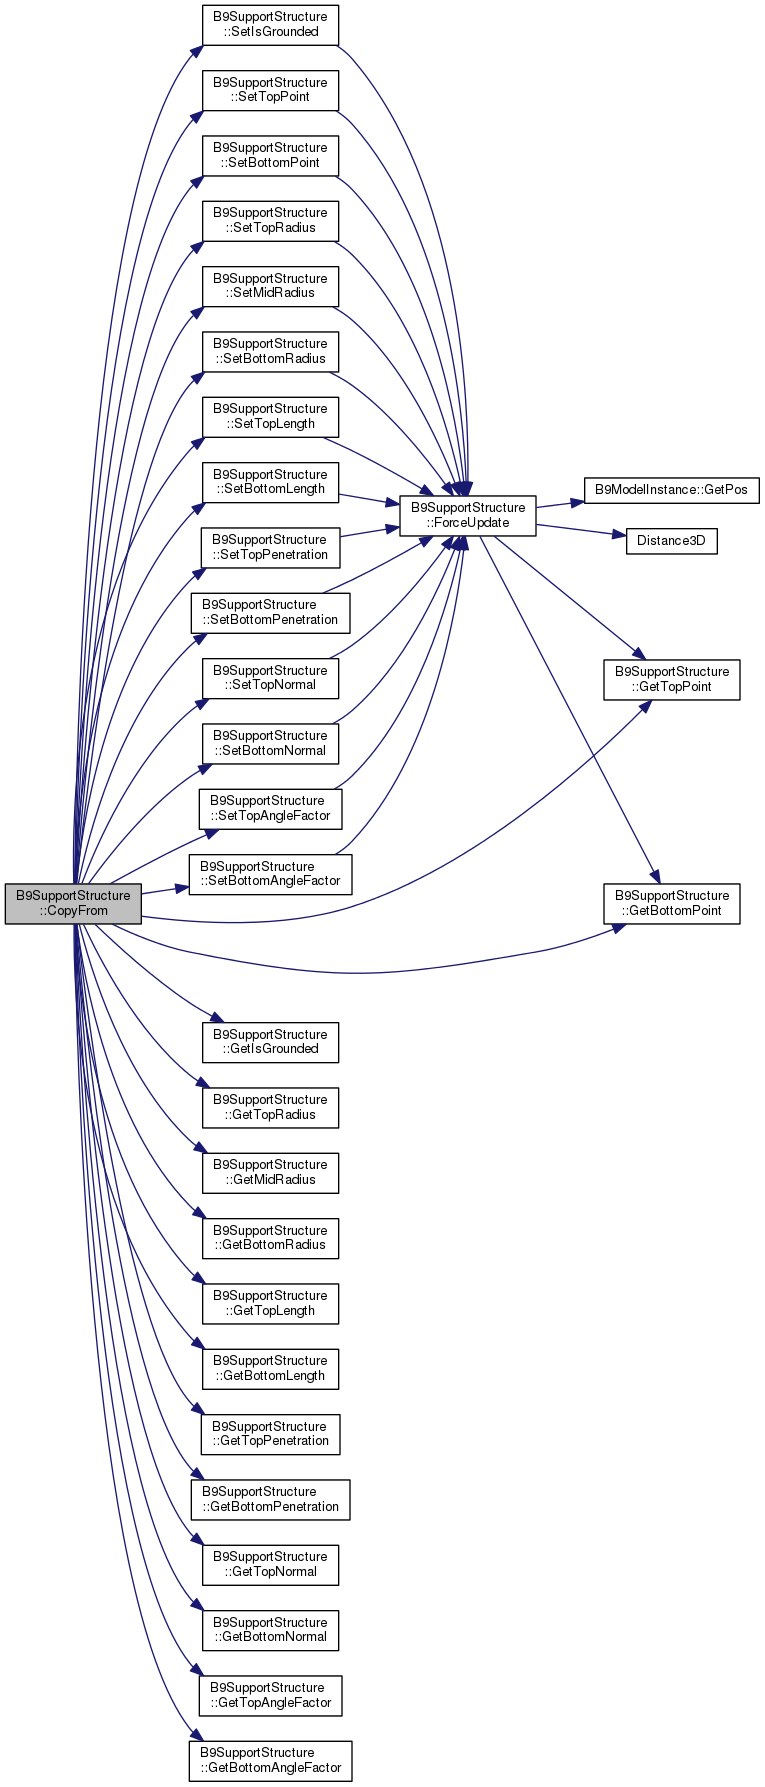 B9SupportStructure
::SetIsGrounded
B9SupportStructure
::SetTopPoint
B9SupportStructure
::SetBottomPoint
B9SupportStructure
::SetTopRadius
B9SupportStructure
::SetMidRadius
B9SupportStructure
::SetBottomRadius
B9SupportStructure
::SetTopLength
B9SupportStructure
::SetBottomLength
B9SupportStructure
::SetTopPenetration
B9SupportStructure
::SetBottomPenetration
B9SupportStructure
::SetTopNormal
B9SupportStructure
::SetBottomNormal
B9SupportStructure
::SetTopAngleFactor
B9SupportStructure
::SetBottomAngleFactor
B9SupportStructure
::CopyFrom
B9SupportStructure
::ForceUpdate
B9ModelInstance::GetPos
Distance3D
B9SupportStructure
::GetTopPoint
B9SupportStructure
::GetBottomPoint
B9SupportStructure
::GetIsGrounded
B9SupportStructure
::GetTopRadius
B9SupportStructure
::GetMidRadius
B9SupportStructure
::GetBottomRadius
B9SupportStructure
::GetTopLength
B9SupportStructure
::GetBottomLength
B9SupportStructure
::GetTopPenetration
B9SupportStructure
::GetBottomPenetration
B9SupportStructure
::GetTopNormal
B9SupportStructure
::GetBottomNormal
B9SupportStructure
::GetTopAngleFactor
B9SupportStructure
::GetBottomAngleFactor